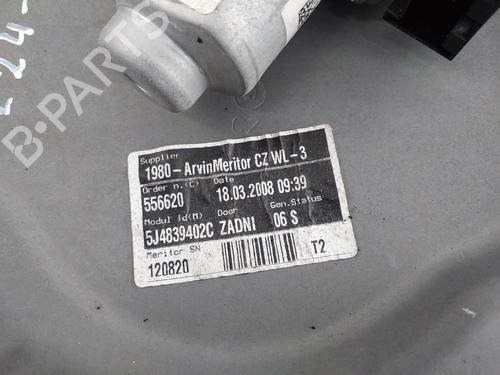 B-PARTS
Supplier
1980-ArvinMeritor CZ WL-3
Order n.(C) Date
556620 18.03.2008 09:39
Modul Id(M) Door Gen.Status
5J4839402C ZADNI 06 S
Meritor SN
120820 T2